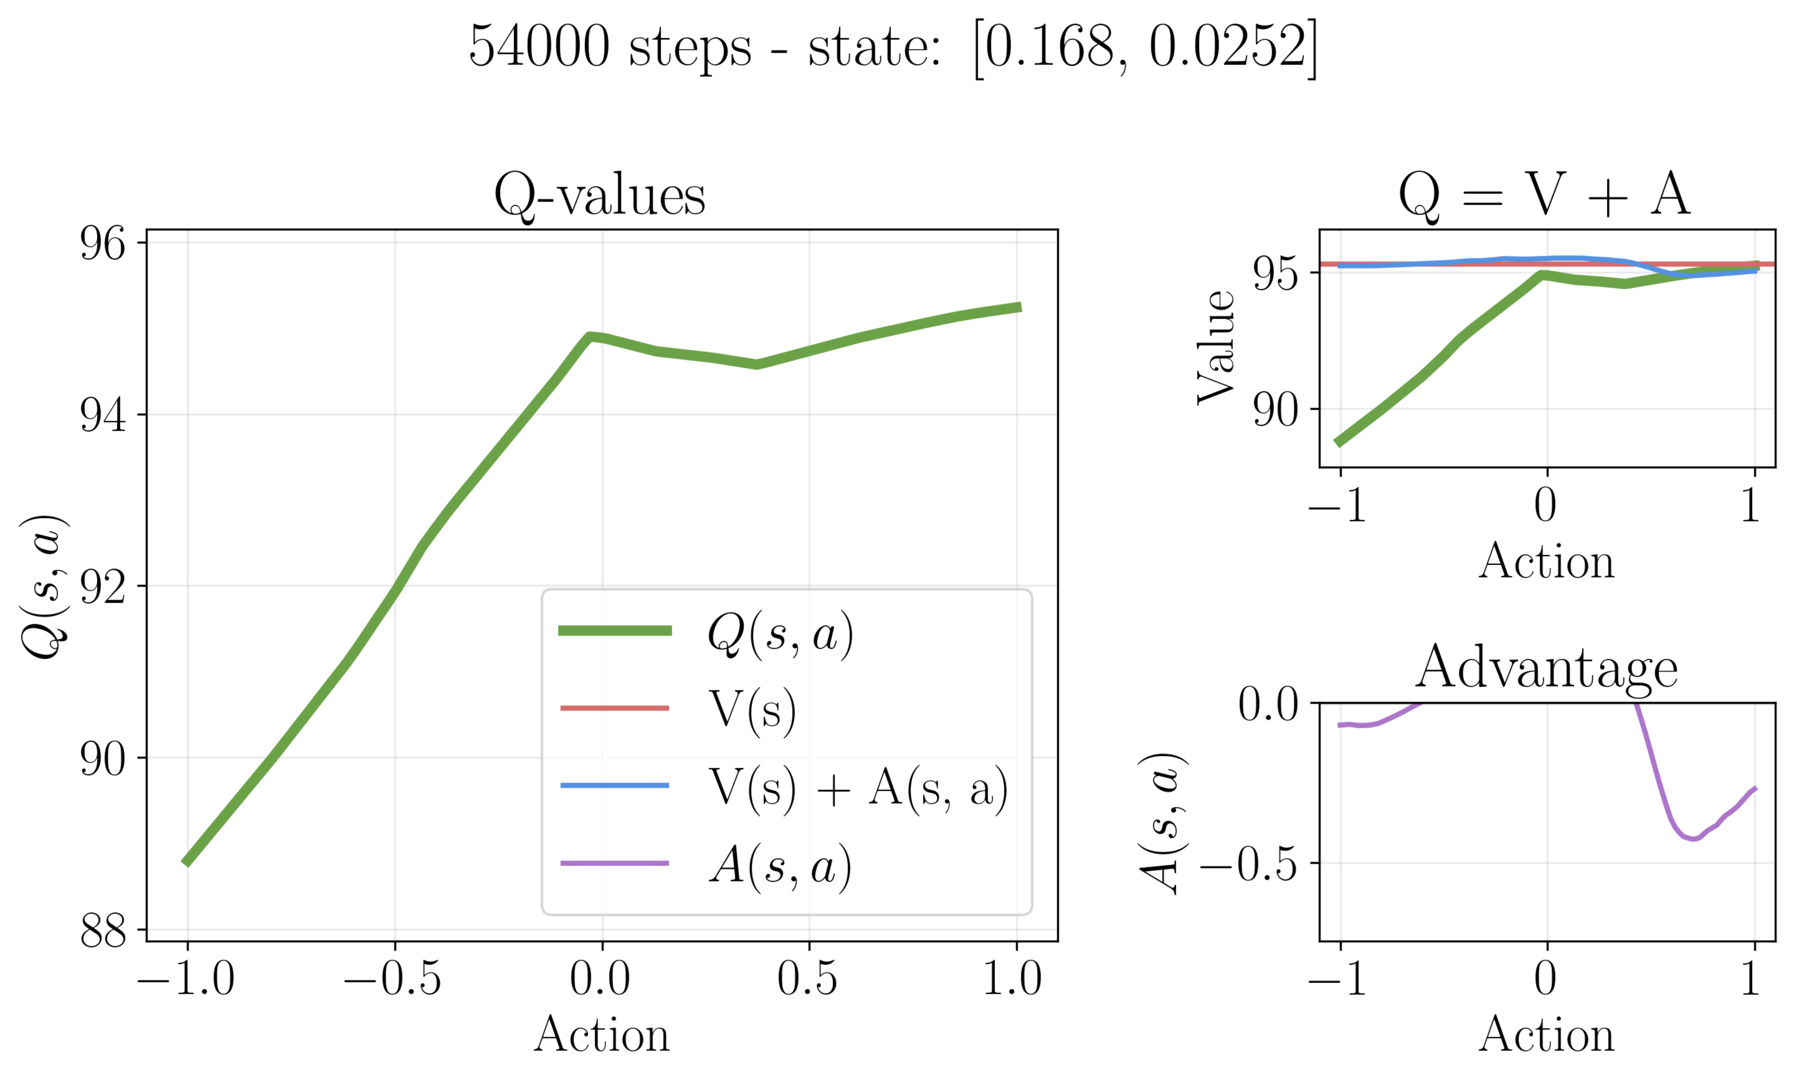 54000 steps - state: [0.168, 0.0252]
Q-values
96
94
92
90
88
Q(s, a)
−1.0
−0.5
0.0
0.5
1.0
Action
Q(s, a)
V(s)
V(s) + A(s, a)
A(s, a)
Q = V + A
95
90
Value
−1
0
1
Action
Advantage
0.0
−0.5
A(s, a)
−1
0
1
Action